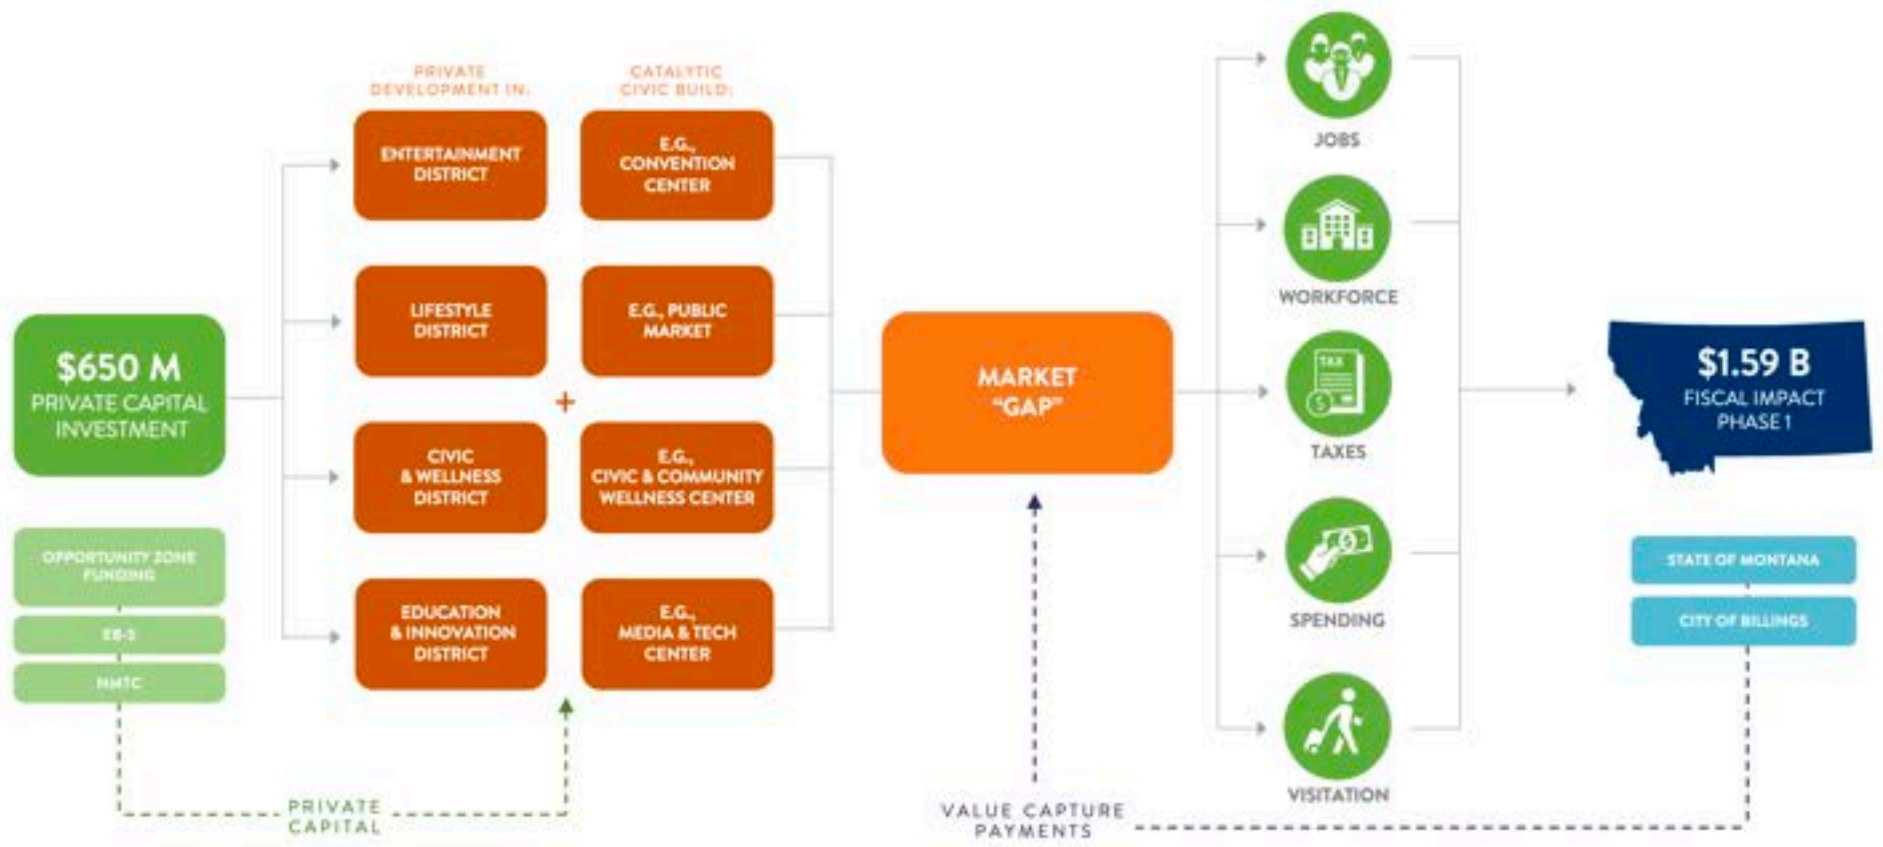 $650 M
PRIVATE CAPITAL
INVESTMENT
OPPORTUNITY ZONE
FUNDING
EB-5
NMTC
PRIVATE
CAPITAL
PRIVATE
DEVELOPMENT IN:
ENTERTAINMENT
DISTRICT
LIFESTYLE
DISTRICT
CIVIC
& WELLNESS
DISTRICT
EDUCATION
& INNOVATION
DISTRICT
+
CATALYTIC
CIVIC BUILD:
E.G.,
CONVENTION
CENTER
E.G., PUBLIC
MARKET
E.G.,
CIVIC & COMMUNITY
WELLNESS CENTER
E.G.,
MEDIA & TECH
CENTER
MARKET
“GAP”
VALUE CAPTURE
PAYMENTS
JOBS
WORKFORCE
TAX
$
TAXES
SPENDING
VISITATION
$1.59 B
FISCAL IMPACT
PHASE 1
STATE OF MONTANA
CITY OF BILLINGS